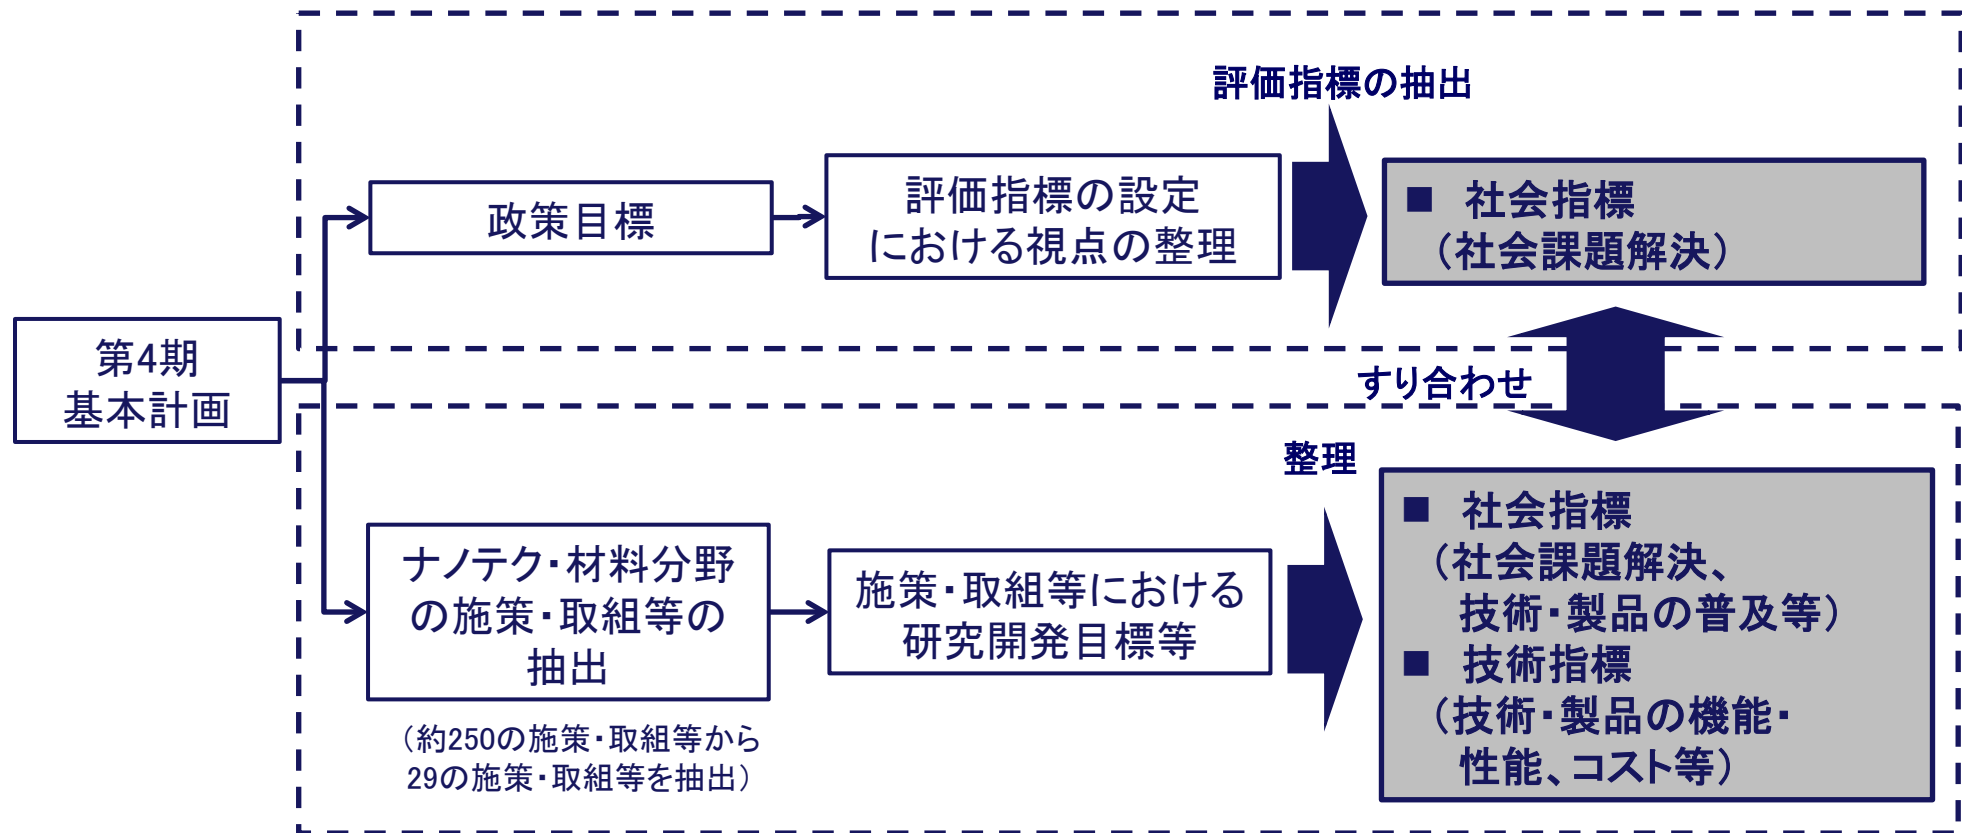 評価指標の抽出
政策目標
評価指標の設定
における視点の整理
■ 社会指標
（社会課題解決）
第4期
基本計画
すり合わせ
整理
ナノテク・材料分野
の施策・取組等の
抽出
（約250の施策・取組等から
29の施策・取組等を抽出）
施策・取組等における
研究開発目標等
■ 社会指標
（社会課題解決、
技術・製品の普及等）
■ 技術指標
（技術・製品の機能・
性能、コスト等）